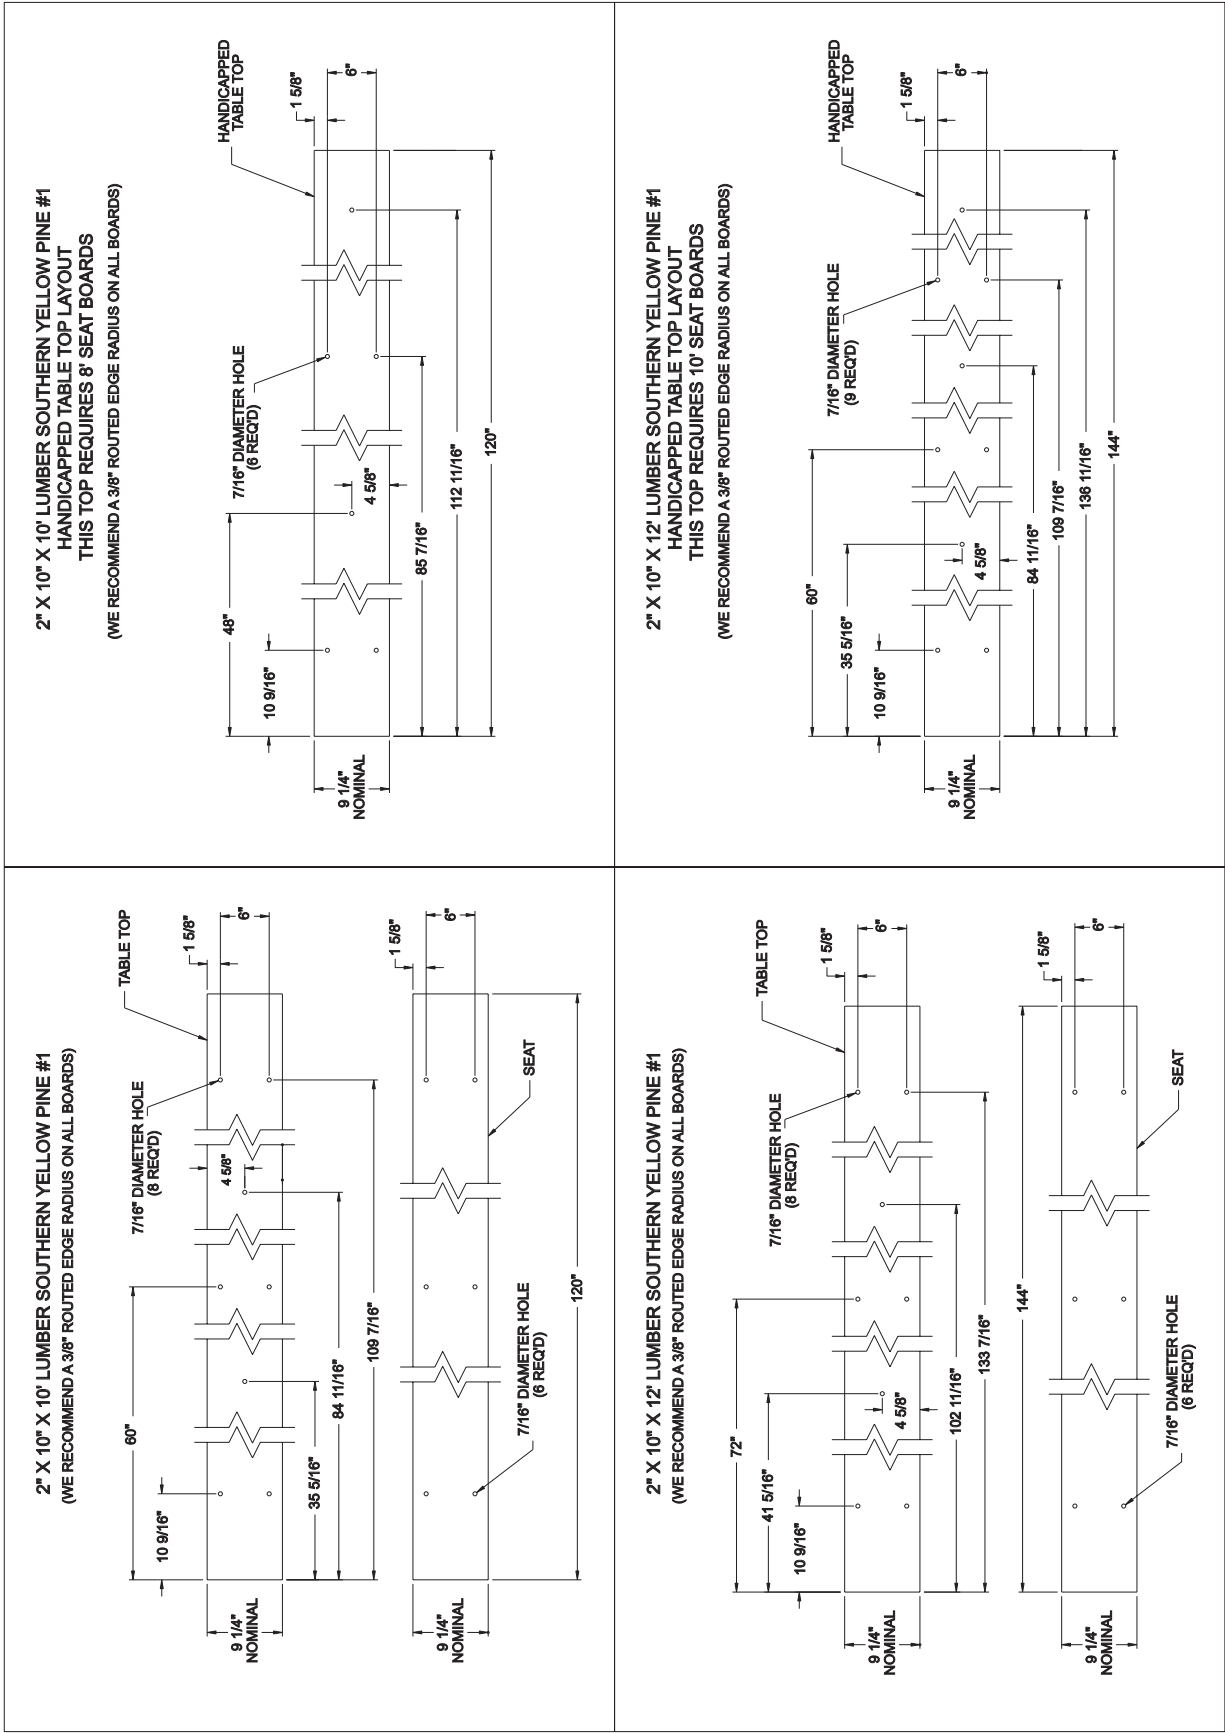 2" X 10" X 10' LUMBER SOUTHERN YELLOW PINE #1
(WE RECOMMEND A 3/8" ROUTED EDGE RADIUS ON ALL BOARDS)
7/16" DIAMETER HOLE
(8 REQ'D)
TABLE TOP
60"
10 9/16"
4 5/8"
1 5/8"
6"
9 1/4"
NOMINAL
35 5/16"
84 11/16"
109 7/16"
1 5/8"
6"
9 1/4"
NOMINAL
7/16" DIAMETER HOLE
(6 REQ'D)
SEAT
120"
2" X 10" X 10' LUMBER SOUTHERN YELLOW PINE #1
HANDICAPPED TABLE TOP LAYOUT
THIS TOP REQUIRES 8' SEAT BOARDS
(WE RECOMMEND A 3/8" ROUTED EDGE RADIUS ON ALL BOARDS)
HANDICAPPED
TABLE TOP
48"
7/16" DIAMETER HOLE
(6 REQ'D)
10 9/16"
1 5/8"
6"
9 1/4"
NOMINAL
4 5/8"
85 7/16"
112 11/16"
120"
2" X 10" X 12' LUMBER SOUTHERN YELLOW PINE #1
(WE RECOMMEND A 3/8" ROUTED EDGE RADIUS ON ALL BOARDS)
72"
41 5/16"
10 9/16"
7/16" DIAMETER HOLE
(8 REQ'D)
TABLE TOP
1 5/8"
6"
9 1/4"
NOMINAL
4 5/8"
102 11/16"
133 7/16"
144"
1 5/8"
6"
9 1/4"
NOMINAL
7/16" DIAMETER HOLE
(6 REQ'D)
SEAT
2" X 10" X 12' LUMBER SOUTHERN YELLOW PINE #1
HANDICAPPED TABLE TOP LAYOUT
THIS TOP REQUIRES 10' SEAT BOARDS
(WE RECOMMEND A 3/8" ROUTED EDGE RADIUS ON ALL BOARDS)
60"
35 5/16"
10 9/16"
7/16" DIAMETER HOLE
(9 REQ'D)
HANDICAPPED
TABLE TOP
1 5/8"
6"
9 1/4"
NOMINAL
4 5/8"
84 11/16"
109 7/16"
136 11/16"
144"